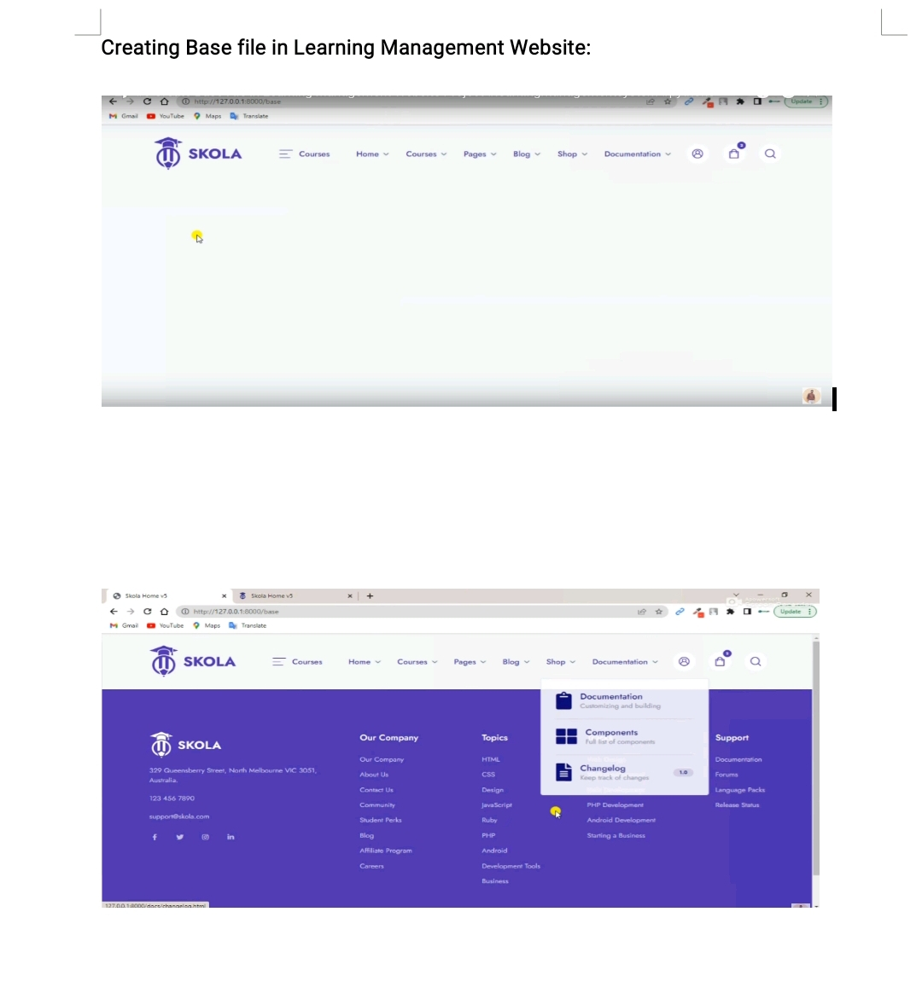 Creating Base file in Learning Management Website:
http://127.0.0.1:8000/base
Update
Gmail YouTube Maps Translate
SKOLA Courses Home Courses Pages Blog Shop Documentation 0
Skola Home v5 Skola Home v5
http://127.0.0.1:8000/base
Update
Gmail YouTube Maps Translate
SKOLA Courses Home Courses Pages Blog Shop Documentation 0
Documentation
Customizing and building
Components
Full list of components
Changelog 1.0
Keep track of changes
SKOLA
329 Queensberry Street, North Melbourne VIC 3051,
Australia.
123 456 7890
support@skola.com
Our Company
Our Company
About Us
Contact Us
Community
Student Perks
Blog
Affiliate Program
Careers
Topics
HTML
CSS
Design
JavaScript
Ruby
PHP
Android
Development Tools
Business
PHP Development
Android Development
Starting a Business
Support
Documentation
Forums
Language Packs
Release Status
127.0.0.1:8000/docs/changelog.html